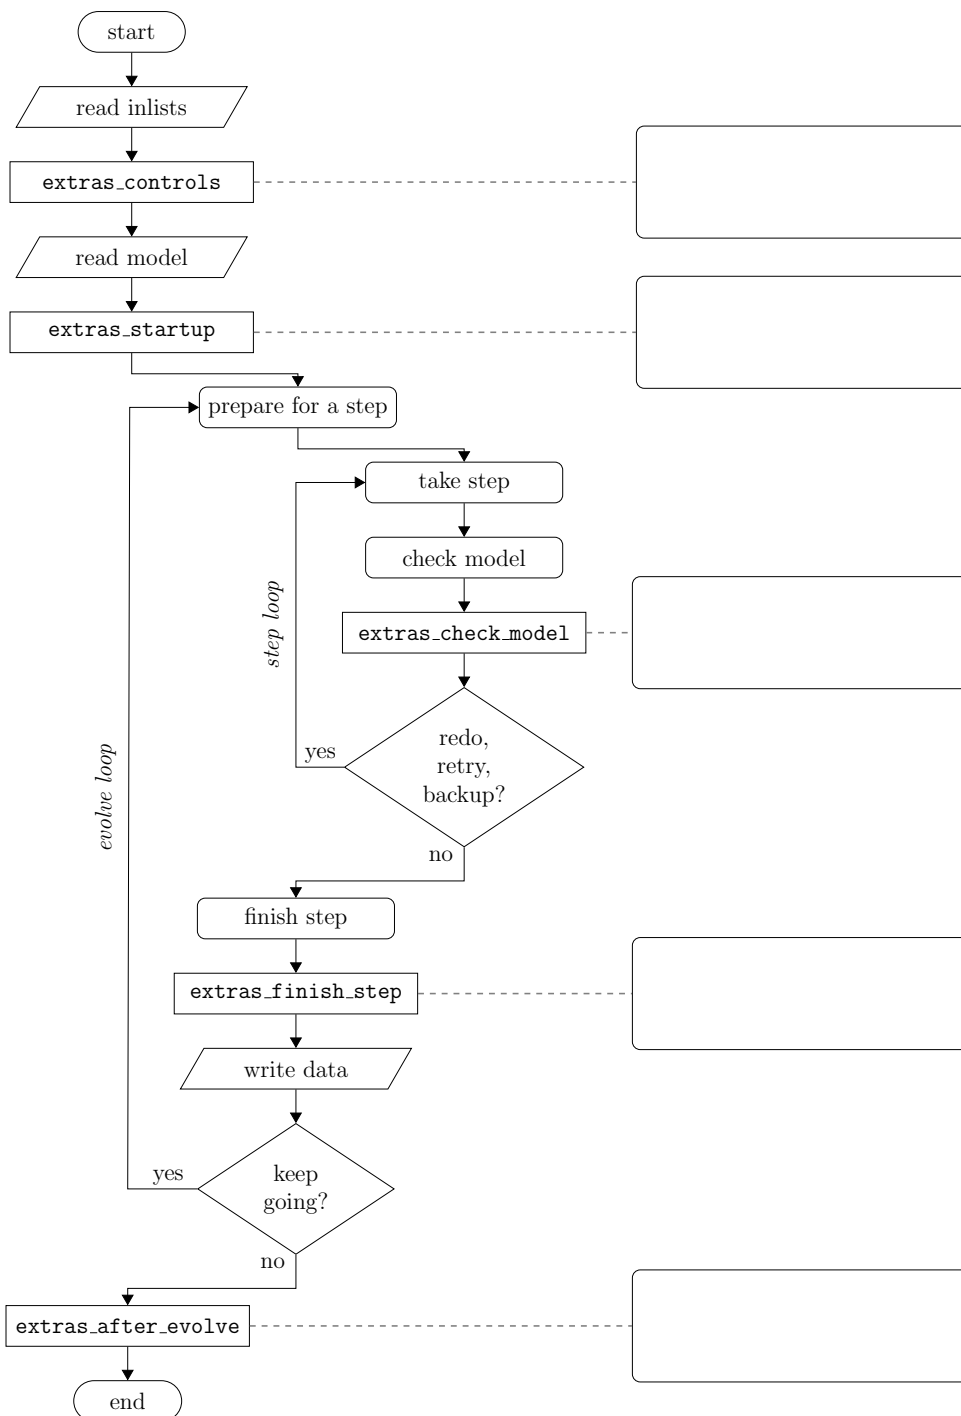 start
read inlists
extras_controls
read model
extras_startup
prepare for a step
take step
check model
step loop
extras_check_model
redo,
retry,
backup?
yes
evolve loop
no
finish step
extras_finish_step
write data
keep
going?
yes
no
extras_after_evolve
end